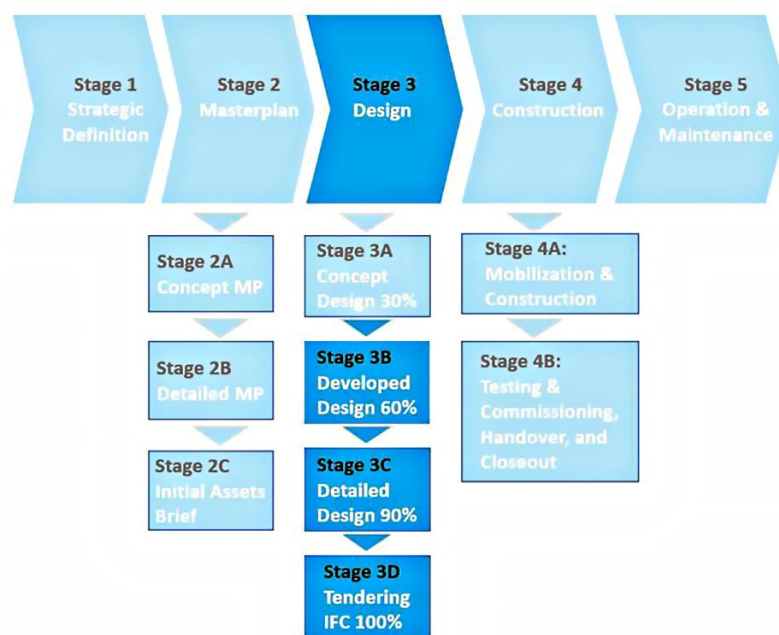 Stage 1
Strategic
Definition
Stage 2
Masterplan
Stage 3
Design
Stage 4
Construction
Stage 5
Operation &
Maintenance
Stage 2A
Concept MP
Stage 2B
Detailed MP
Stage 2C
Initial Assets
Brief
Stage 3A
Concept
Design 30%
Stage 3B
Developed
Design 60%
Stage 3C
Detailed
Design 90%
Stage 3D
Tendering
IFC 100%
Stage 4A:
Mobilization &
Construction
Stage 4B:
Testing &
Commissioning,
Handover, and
Closeout